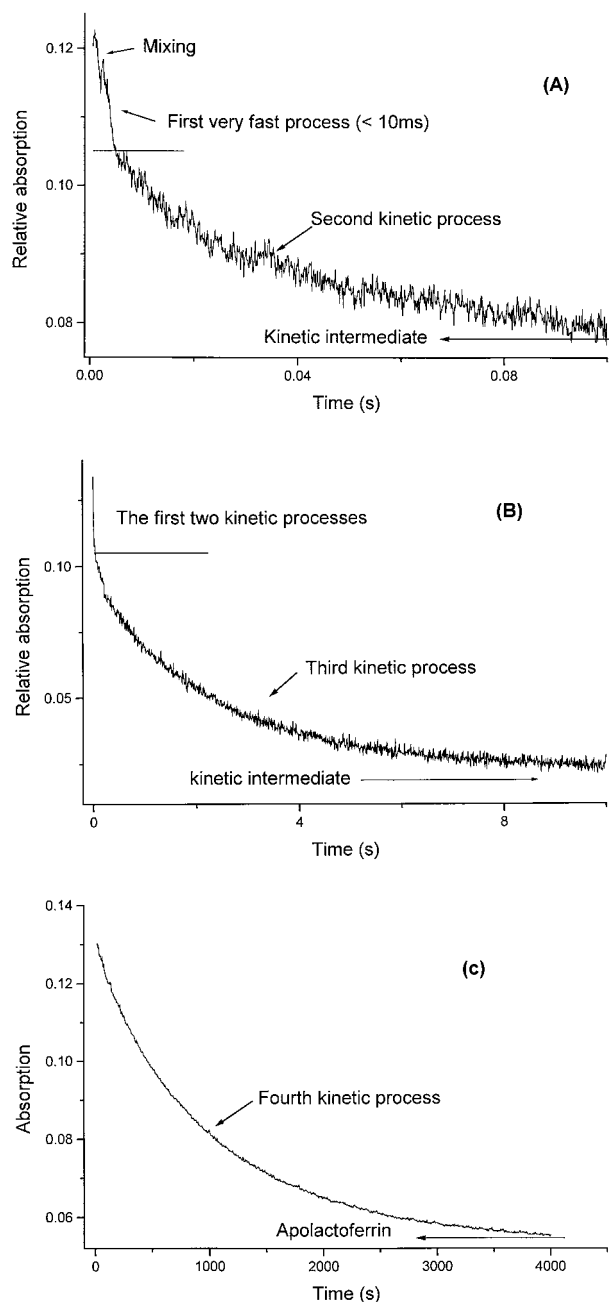 0.12
0.10
0.08
Relative absorption
Mixing
(A)
First very fast process (< 10ms)
Second kinetic process
Kinetic intermediate
0.00 0.04 0.08
Time (s)
0.10
0.05
Relative absorption
(B)
The first two kinetic processes
Third kinetic process
kinetic intermediate
0 4 8
Time (s)
0.14
0.12
0.10
0.08
0.06
Absorption
(c)
Fourth kinetic process
Apolactoferrin
0 1000 2000 3000 4000
Time (s)